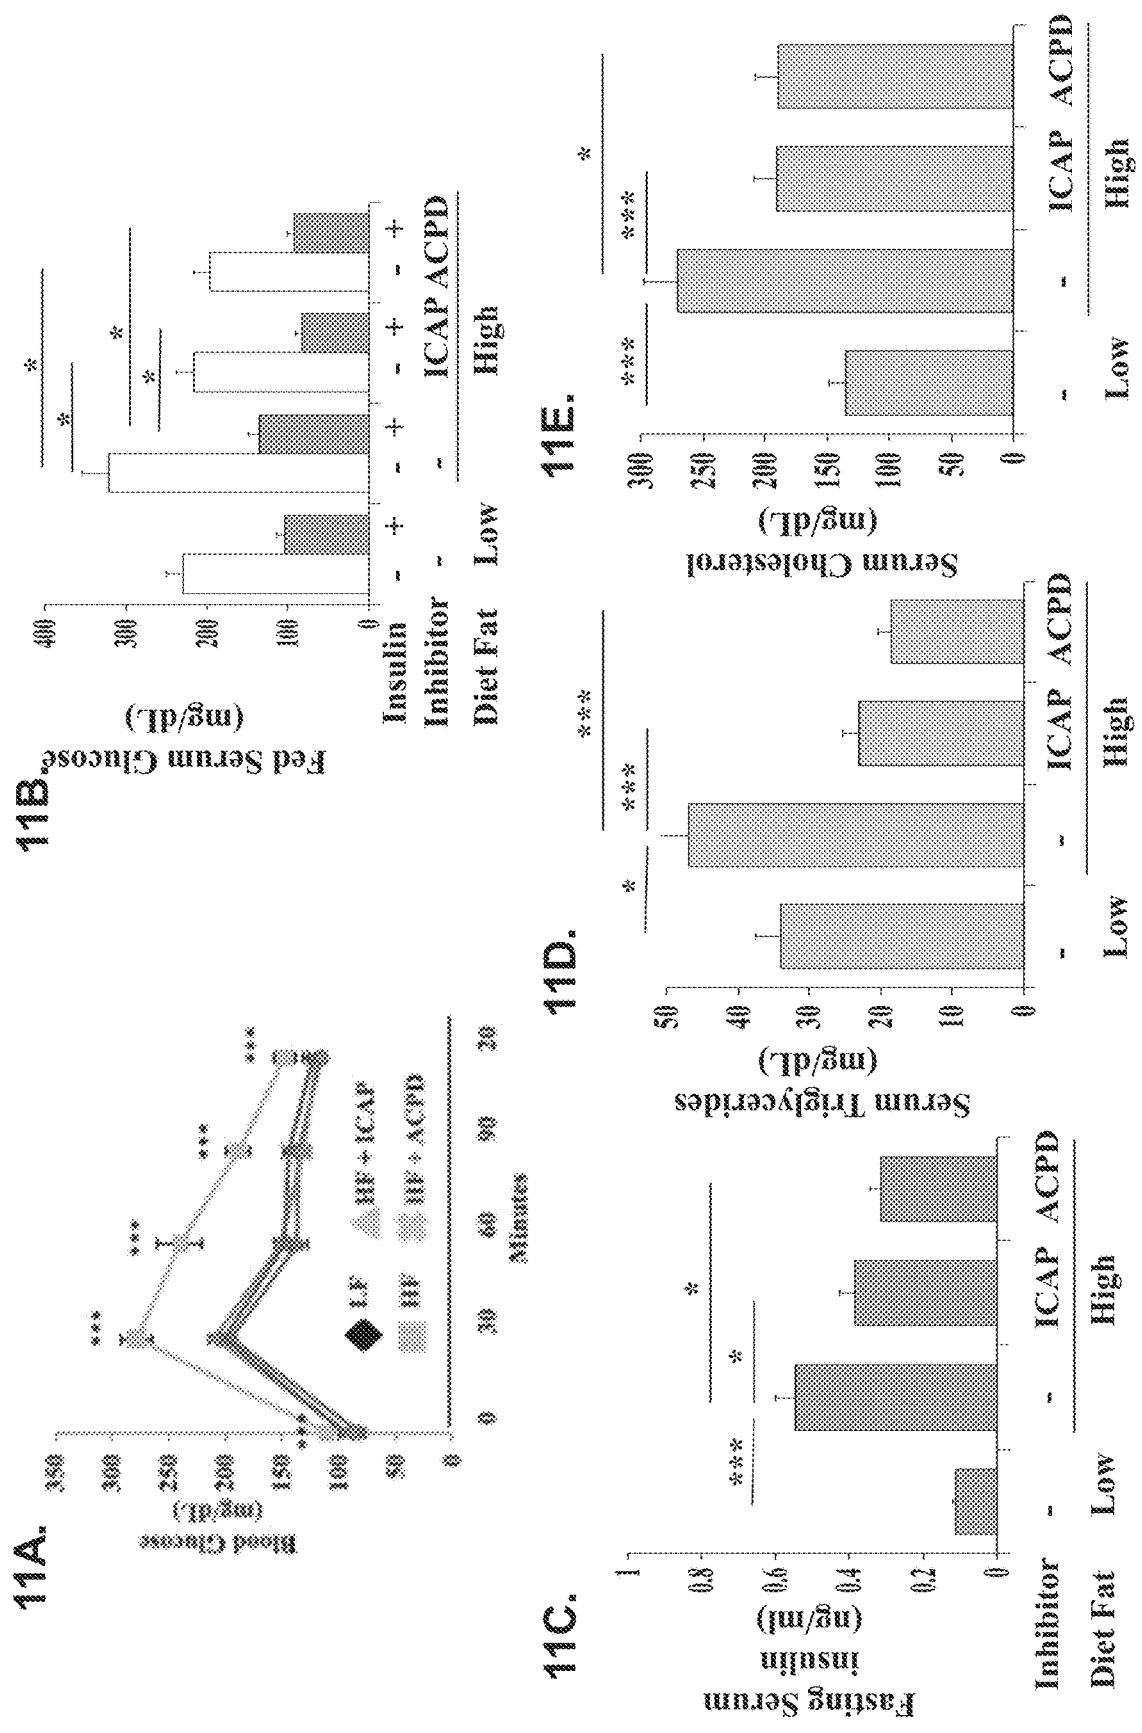 11A.
Blood Glucose
(mg/dL)
350
300
250
200
150
100
50
0
***
***
***
***
***
LF
HF + ICAP
HF
HF + ACPD
0 30 60 90 20
Minutes
11B.
Fed Serum Glucose
(mg/dL)
400
300
200
100
0
*
*
*
*
Insulin - + - + - + - +
Inhibitor - - ICAP ACPD
Diet Fat Low High
11C.
Fasting Serum
insulin
(ng/ml)
1
0.8
0.6
0.4
0.2
0
***
*
*
Inhibitor - - ICAP ACPD
Diet Fat Low High
11D.
Serum Triglycerides
(mg/dL)
50
40
30
20
10
0
*
***
***
- - ICAP ACPD
Low High
11E.
Serum Cholesterol
(mg/dL)
300
250
200
150
100
50
0
***
***
*
- - ICAP ACPD
Low High